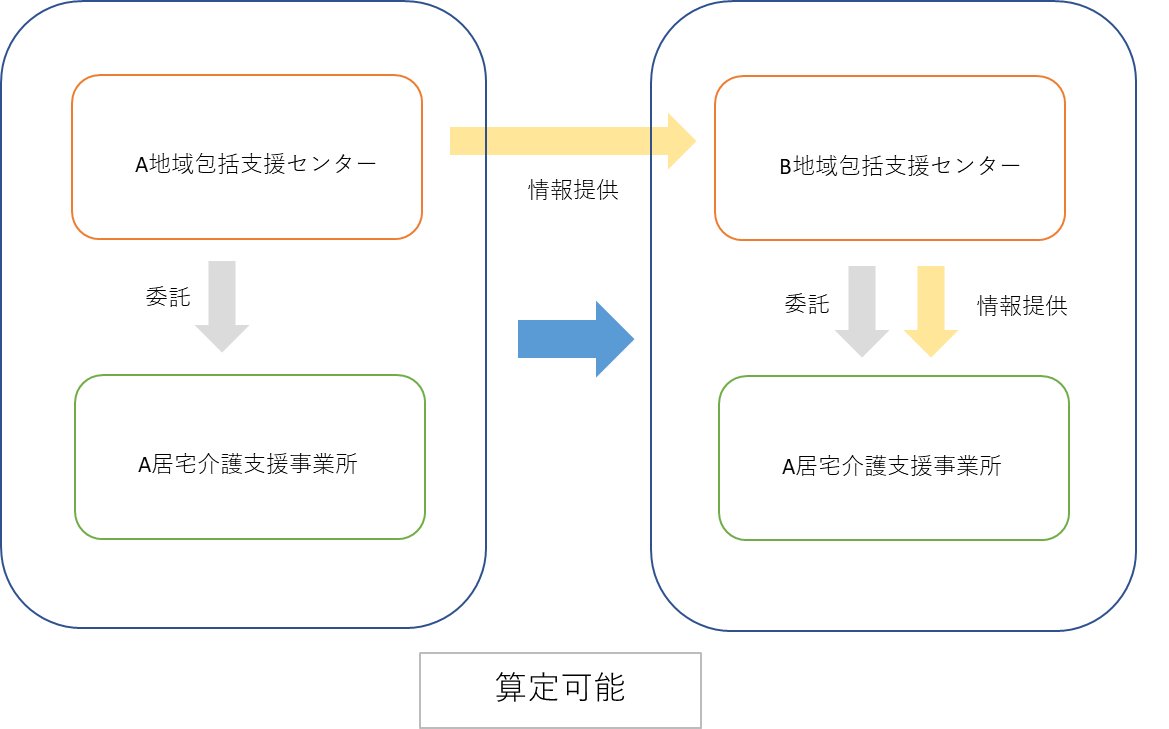 A地域包括支援センター
B地域包括支援センター
情報提供
委託
委託
情報提供
A居宅介護支援事業所
A居宅介護支援事業所
算定可能